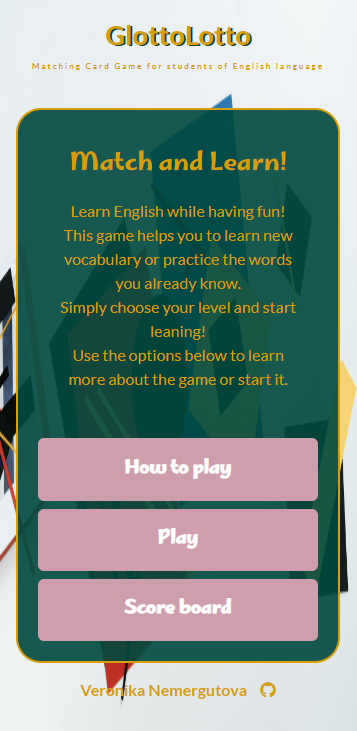 GlottoLotto
Matching Card Game for students of English language
Match and Learn!
Learn English while having fun!
This game helps you to learn new
vocabulary or practice the words
you already know.
Simply choose your level and start
leaning!
Use the options below to learn
more about the game or start it.
How to play
Play
Score board
Veronika Nemergutova